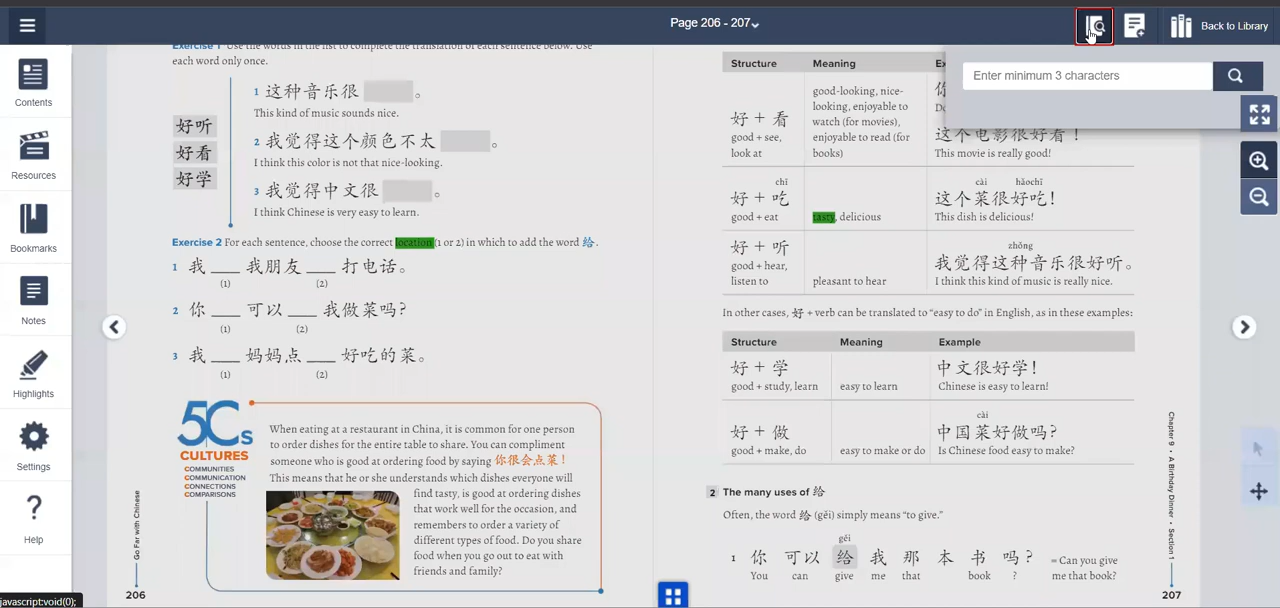 Page 206 - 207
Back to Library
Enter minimum 3 characters
Contents
Resources
Bookmarks
Notes
Highlights
Settings
Help
javascript:void(0);
Exercise 1 Use the words in the list to complete the translation of each sentence below. Use
each word only once.
好听
好看
好学
1 这种音乐很 。
This kind of music sounds nice.
2 我觉得这个颜色不太 。
I think this color is not that nice-looking.
3 我觉得中文很 。
I think Chinese is very easy to learn.
Exercise 2 For each sentence, choose the correct location (1 or 2) in which to add the word 给.
1 我 ___ 我朋友 ___ 打电话。
(1) (2)
2 你 ___ 可以 ___ 我做菜吗?
(1) (2)
3 我 ___ 妈妈点 ___ 好吃的菜。
(1) (2)
5Cs
CULTURES
COMMUNITIES
COMMUNICATION
CONNECTIONS
COMPARISONS
When eating at a restaurant in China, it is common for one person
to order dishes for the entire table to share. You can compliment
someone who is good at ordering food by saying 你很会点菜!
This means that he or she understands which dishes everyone will
find tasty, is good at ordering dishes
that work well for the occasion, and
remembers to order a variety of
different types of food. Do you share
food when you go out to eat with
friends and family?
Go Far with Chinese
206
Structure Meaning
好 + 看
good + see,
look at
good-looking, nice-
looking, enjoyable to
watch (for movies),
enjoyable to read (for
books)
这个电影很好看!
This movie is really good!
chī
好 + 吃
good + eat
tasty, delicious
cài hǎochī
这个菜很好吃!
This dish is delicious!
好 + 听
good + hear,
listen to
pleasant to hear
zhǒng
我觉得这种音乐很好听。
I think this kind of music is really nice.
In other cases, 好 + verb can be translated to “easy to do” in English, as in these examples:
Structure Meaning Example
好 + 学
good + study, learn
easy to learn
中文很好学!
Chinese is easy to learn!
好 + 做
good + make, do
easy to make or do
cài
中国菜好做吗?
Is Chinese food easy to make?
2 The many uses of 给
Often, the word 给 (gěi) simply means “to give.”
gěi
1 你 可以 给 我 那 本 书 吗? = Can you give
You can give me that book ? me that book?
Chapter 9 • A Birthday Dinner • Section 1
207